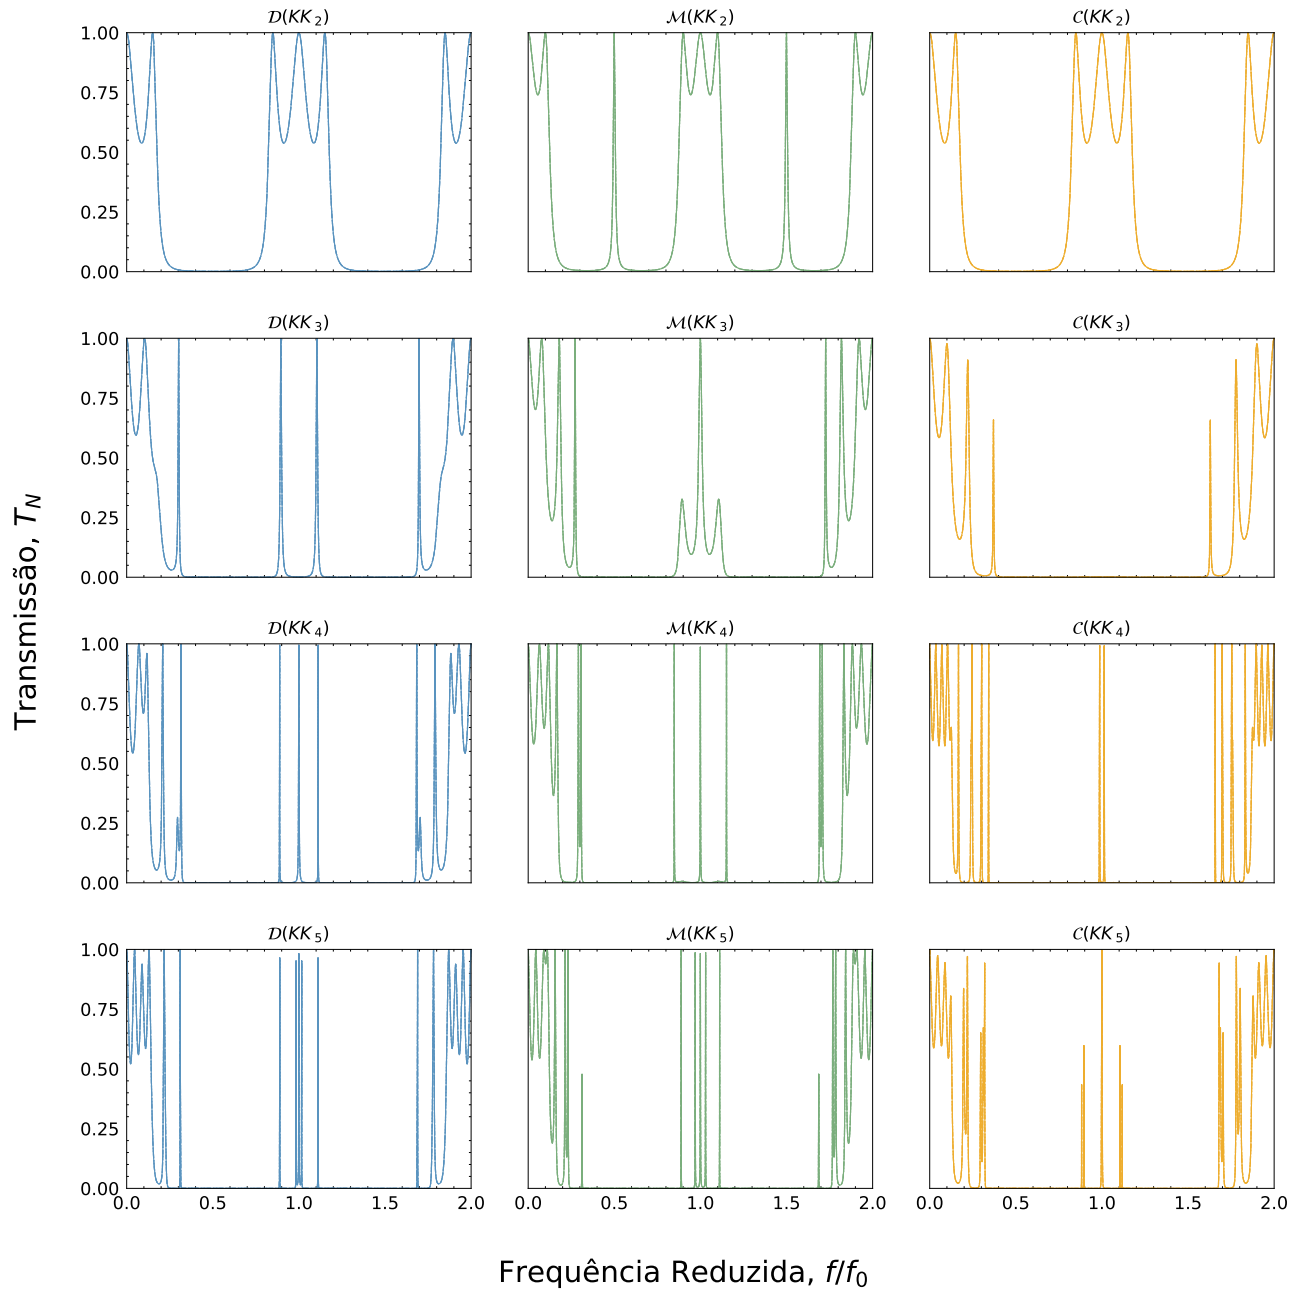 𝒟(KK₂)
ℳ(KK₂)
𝒞(KK₂)
1.00
0.75
0.50
0.25
0.00
𝒟(KK₃)
ℳ(KK₃)
𝒞(KK₃)
1.00
0.75
0.50
0.25
0.00
Transmissão, T_N
𝒟(KK₄)
ℳ(KK₄)
𝒞(KK₄)
1.00
0.75
0.50
0.25
0.00
𝒟(KK₅)
ℳ(KK₅)
𝒞(KK₅)
1.00
0.75
0.50
0.25
0.00
0.0 0.5 1.0 1.5 2.0
0.0 0.5 1.0 1.5 2.0
0.0 0.5 1.0 1.5 2.0
Frequência Reduzida, f/f₀